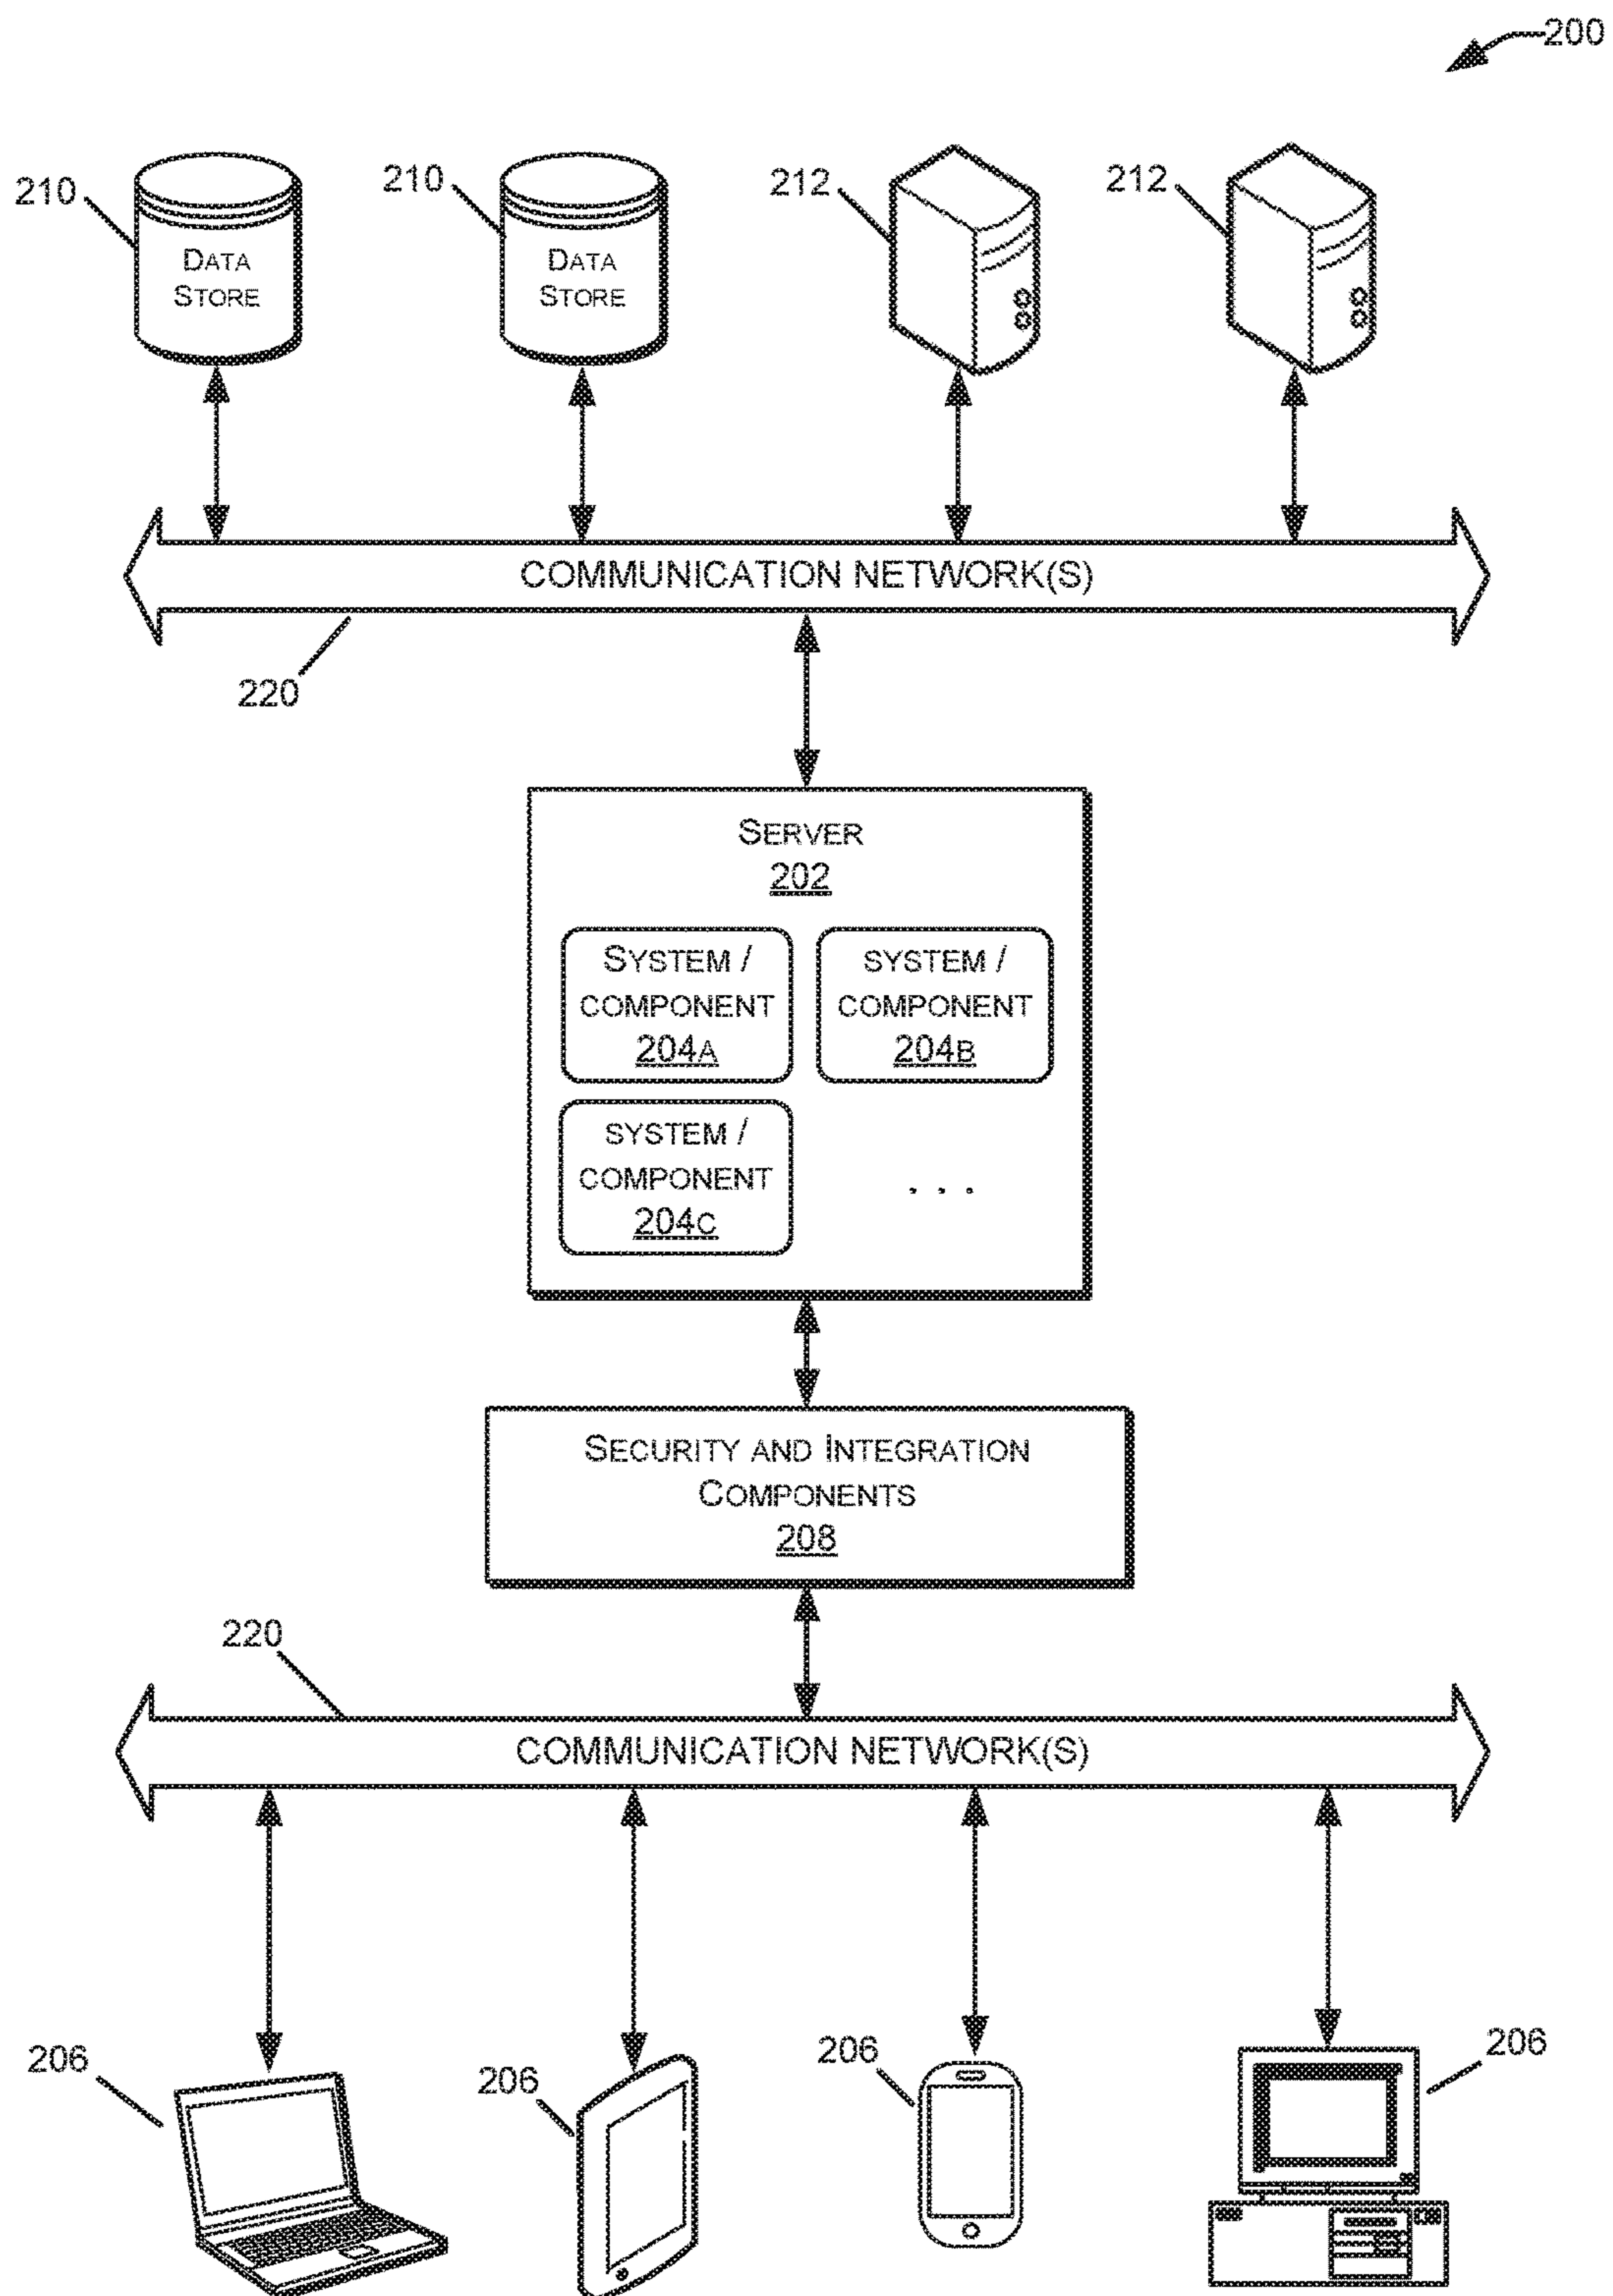 200
210
210
212
212
DATA
STORE
DATA
STORE
COMMUNICATION NETWORK(S)
220
SERVER
202
SYSTEM /
COMPONENT
204A
SYSTEM /
COMPONENT
204B
SYSTEM /
COMPONENT
204C
. . .
SECURITY AND INTEGRATION
COMPONENTS
208
220
COMMUNICATION NETWORK(S)
206
206
206
206